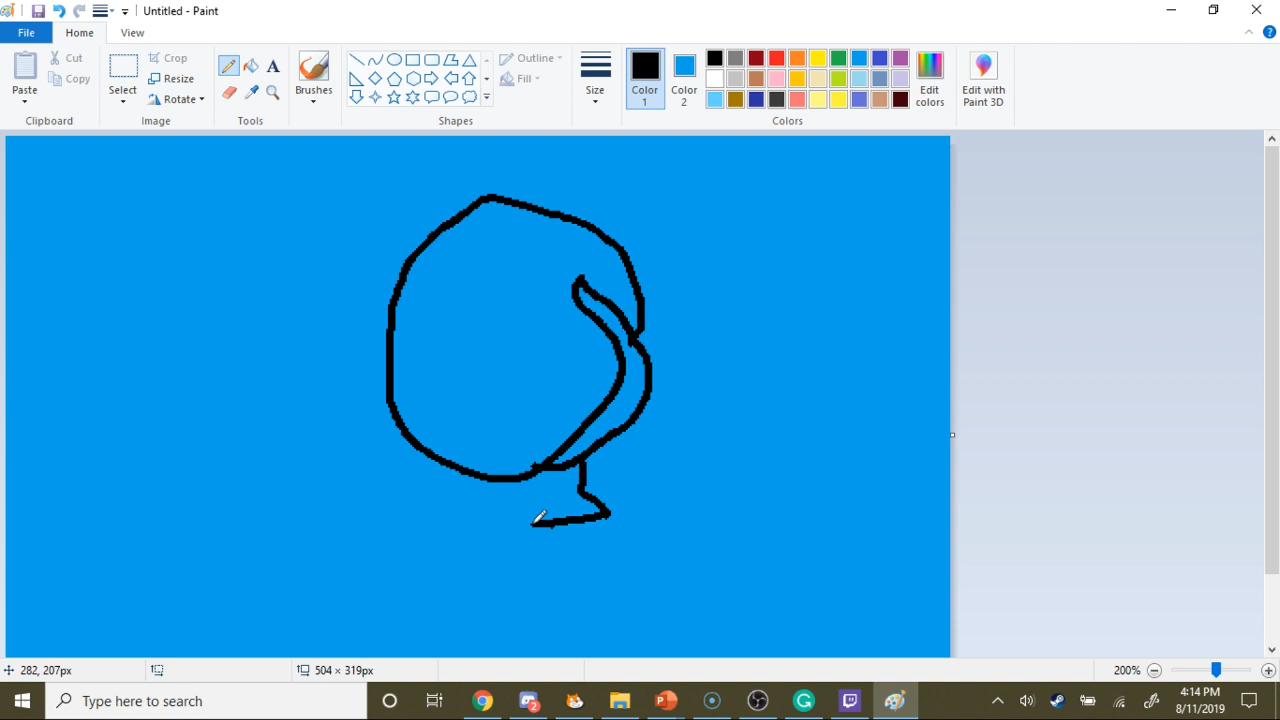 Untitled - Paint
File
Home
View
Paste
Cut
Copy
Clipboard
Select
Crop
Resize
Rotate
Image
A
Tools
Brushes
Outline
Fill
Shapes
Size
Color 1
Color 2
Edit colors
Edit with Paint 3D
Colors
282, 207px
504 × 319px
200%
Type here to search
2
4:14 PM
8/11/2019